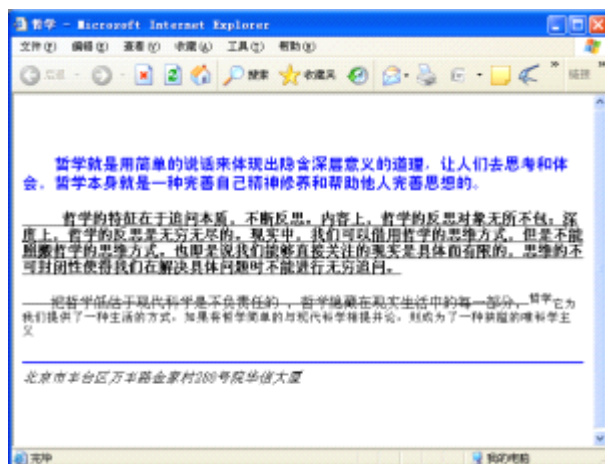 哲学 - Microsoft Internet Explorer
文件(F) 编辑(E) 查看(V) 收藏(A) 工具(T) 帮助(H)
后退 搜索 收藏夹 链接
哲学就是用简单的说话来体现出隐含深层意义的道理，让人们去思考和体
会。哲学本身就是一种完善自己精神修养和帮助他人完善思想的。
哲学的特征在于追问本质，不断反思。内容上，哲学的反思对象无所不包；深
度上，哲学的反思是无穷无尽的。现实中，我们可以借用哲学的思维方式，但是不能
照搬哲学的思维方式，也即是说我们能够直接关注的现实是具体而有限的，思维的不
可封闭性使得我们在解决具体问题时不能进行无穷追问。
把哲学低估于现代科学是不负责任的，哲学隐藏在现实生活中的每一部分，哲学它为
我们提供了一种生活的方式，如果将哲学简单的与现代科学相提并论，则成为了一种狭隘的唯科学主
义
北京市丰台区万丰路金家村288号院华信大厦
完毕 我的电脑